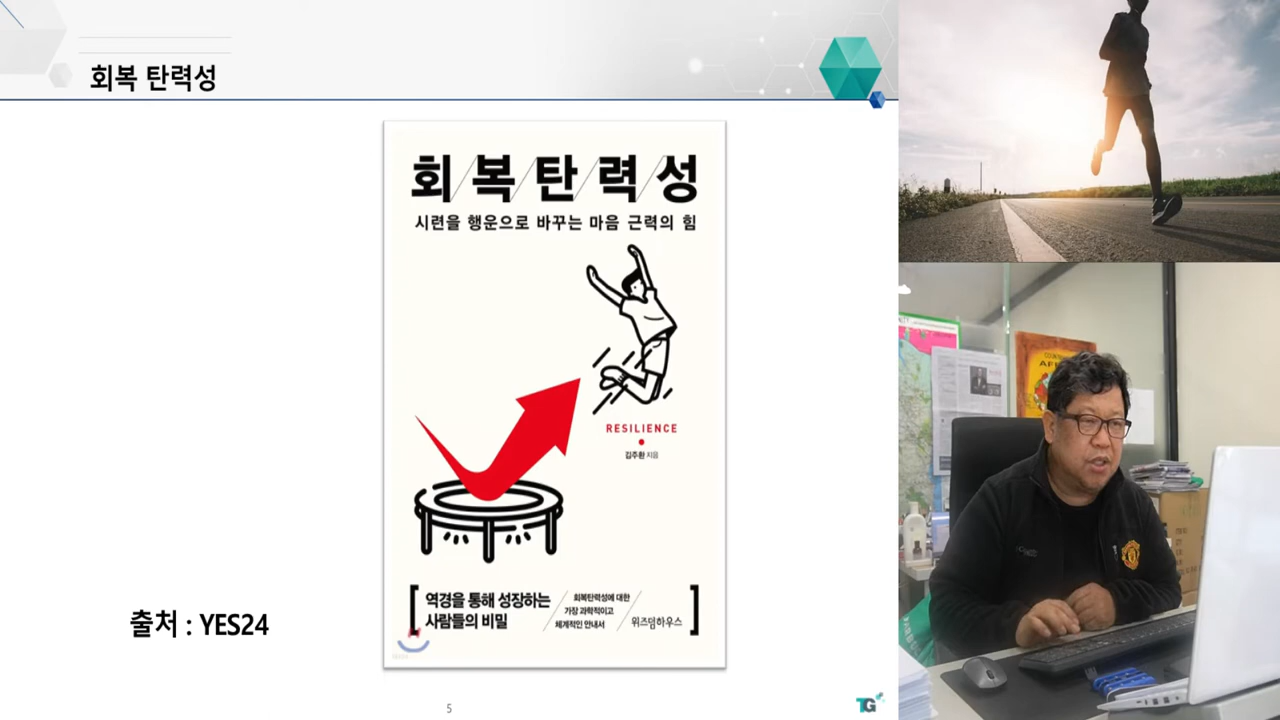 회복 탄력성
회복탄력성
시련을 행운으로 바꾸는 마음 근력의 힘
RESILIENCE
김주환 지음
역경을 통해 성장하는
사람들의 비밀
회복탄력성에 대한
가장 과학적이고
체계적인 안내서
위즈덤하우스
출처 : YES24
5
TG